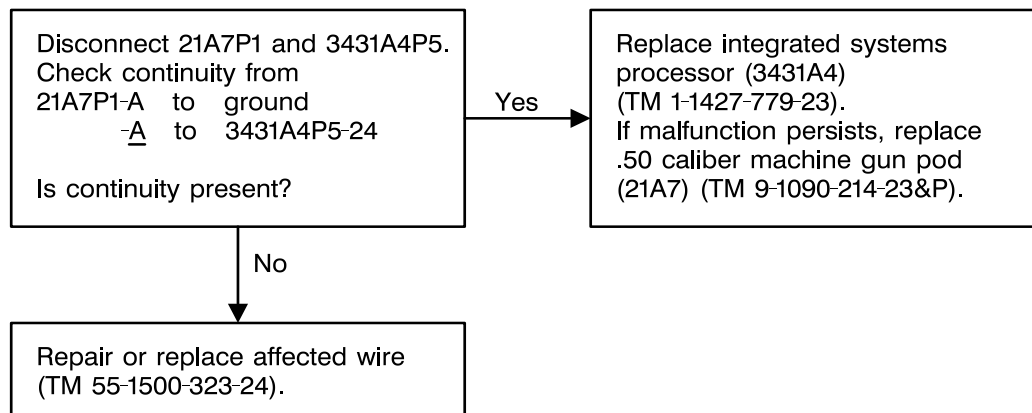 Disconnect 21A7P1 and 3431A4P5.
Check continuity from
21A7P1-A to ground
-A to 3431A4P5-24
Is continuity present?
Yes
Replace integrated systems
processor (3431A4)
(TM 1-1427-779-23).
If malfunction persists, replace
.50 caliber machine gun pod
(21A7) (TM 9-1090-214-23&P).
No
Repair or replace affected wire
(TM 55-1500-323-24).